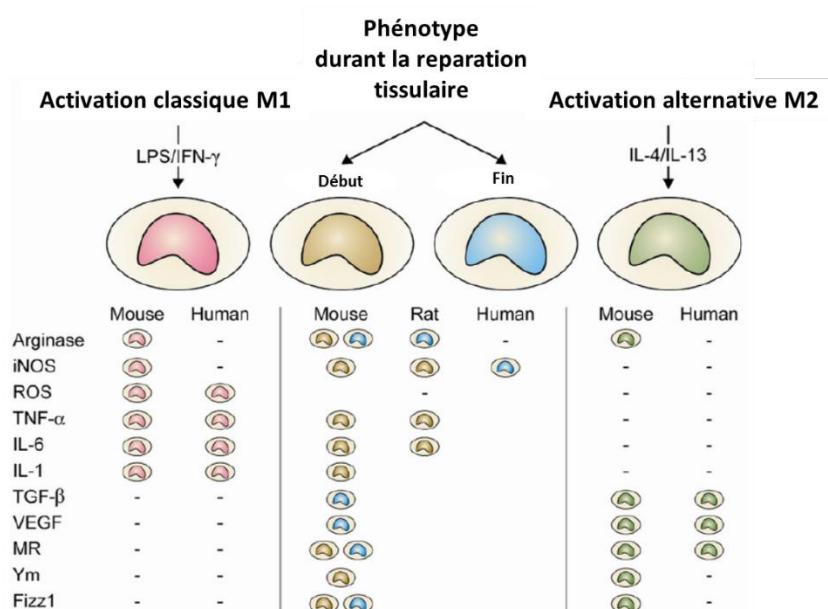 Phénotype
durant la reparation
tissulaire
Activation classique M1
Activation alternative M2
LPS/IFN-γ
Début
Fin
IL-4/IL-13
Mouse Human Mouse Rat Human Mouse Human
Arginase - - -
iNOS - - -
ROS - - -
TNF-α - -
IL-6 - -
IL-1 - -
TGF-β - -
VEGF - -
MR - -
Ym - - -
Fizz1 - - -